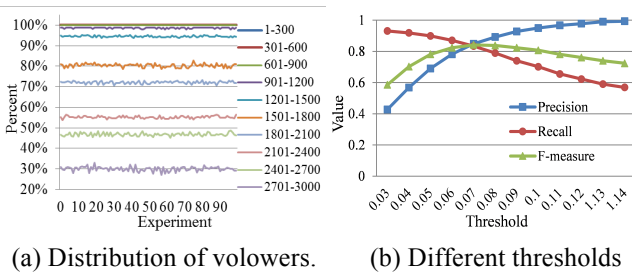 100%
90%
80%
70%
60%
50%
40%
30%
20%
Percent
0 10 20 30 40 50 60 70 80 90
Experiment
1-300
301-600
601-900
901-1200
1201-1500
1501-1800
1801-2100
2101-2400
2401-2700
2701-3000
(a) Distribution of volowers.
1
0.8
0.6
0.4
0.2
0
Value
0.03 0.04 0.05 0.06 0.07 0.08 0.09 0.1 0.11 0.12 1.13 1.14
Threshold
Precision
Recall
F-measure
(b) Different thresholds